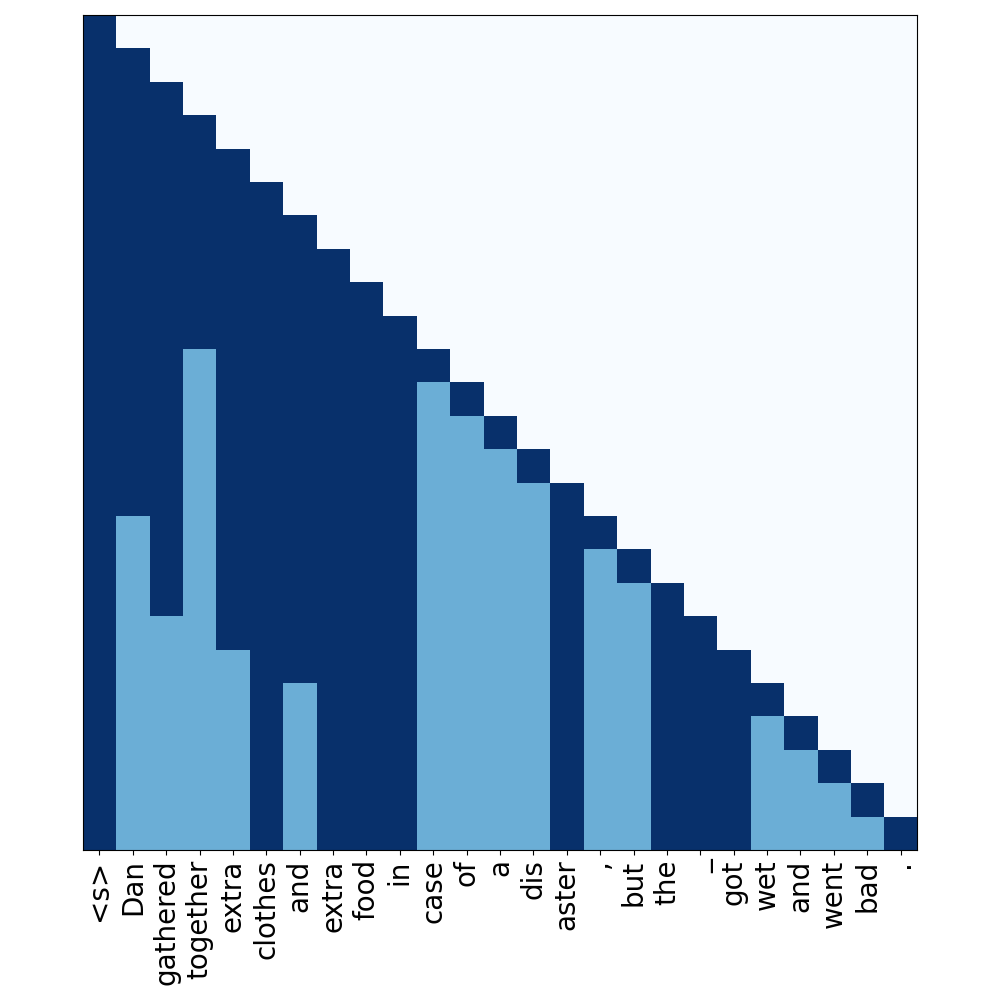 <s>
Dan
gathered
together
extra
clothes
and
extra
food
in
case
of
a
dis
aster
,
but
the
_
got
wet
and
went
bad
.